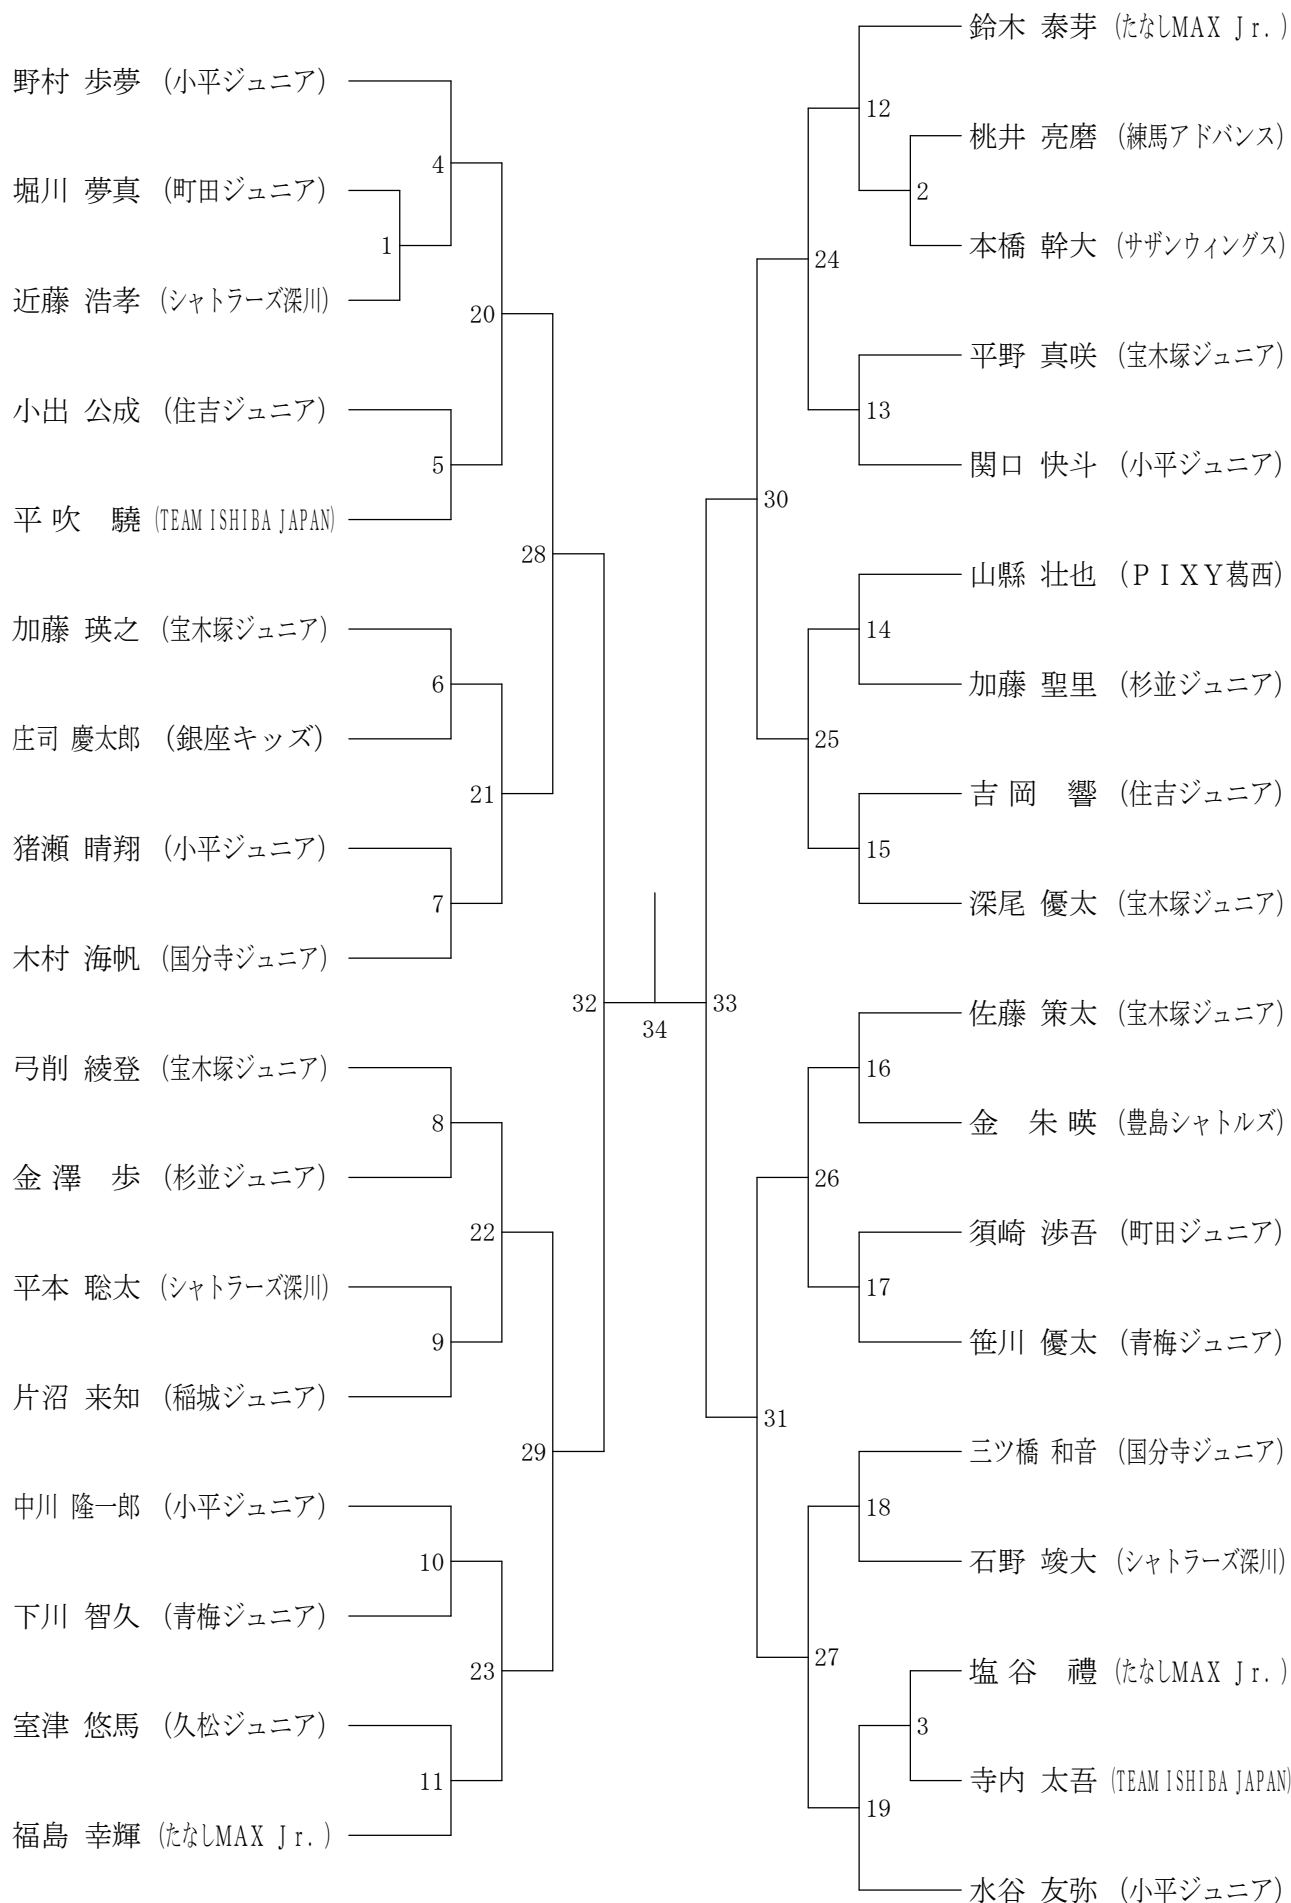 野村 歩夢 (小平ジュニア)
4
堀川 夢真 (町田ジュニア)
1
近藤 浩孝 (シャトラーズ深川)
20
小出 公成 (住吉ジュニア)
5
平吹 驍 (TEAM ISHIBA JAPAN)
28
加藤 瑛之 (宝木塚ジュニア)
6
庄司 慶太郎 (銀座キッズ)
21
猪瀬 晴翔 (小平ジュニア)
7
木村 海帆 (国分寺ジュニア)
32
弓削 綾登 (宝木塚ジュニア)
8
金澤 歩 (杉並ジュニア)
22
平本 聡太 (シャトラーズ深川)
9
片沼 来知 (稲城ジュニア)
29
中川 隆一郎 (小平ジュニア)
10
下川 智久 (青梅ジュニア)
23
室津 悠馬 (久松ジュニア)
11
福島 幸輝 (たなしMAX Jr.)
34
鈴木 泰芽 (たなしMAX Jr.)
12
桃井 亮磨 (練馬アドバンス)
2
本橋 幹大 (サザンウィングス)
24
平野 真咲 (宝木塚ジュニア)
13
関口 快斗 (小平ジュニア)
30
山縣 壮也 (PIXY葛西)
14
加藤 聖里 (杉並ジュニア)
25
吉岡 響 (住吉ジュニア)
15
深尾 優太 (宝木塚ジュニア)
33
佐藤 策太 (宝木塚ジュニア)
16
金 朱暎 (豊島シャトルズ)
26
須崎 渉吾 (町田ジュニア)
17
笹川 優太 (青梅ジュニア)
31
三ツ橋 和音 (国分寺ジュニア)
18
石野 竣大 (シャトラーズ深川)
27
塩谷 禮 (たなしMAX Jr.)
3
寺内 太吾 (TEAM ISHIBA JAPAN)
19
水谷 友弥 (小平ジュニア)